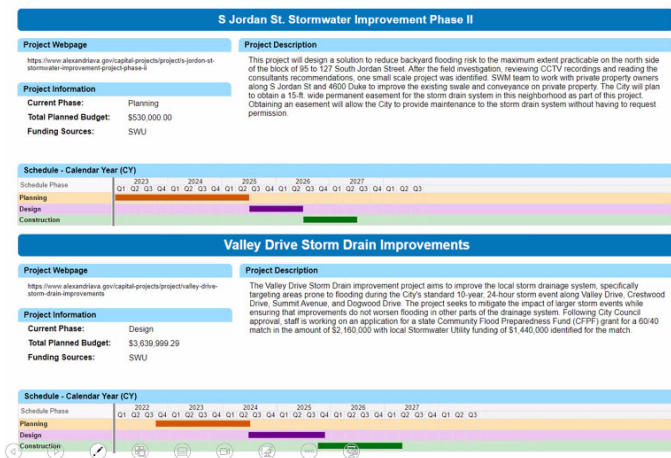 S Jordan St. Stormwater Improvement Phase II
Project Webpage
https://www.alexandriava.gov/capital-projects/project/s-jordon-st-
stormwater-improvement-project-phase-ii
Project Information
Current Phase: Planning
Total Planned Budget: $530,000.00
Funding Sources: SWU
Project Description
This project will design a solution to reduce backyard flooding risk to the maximum extent practicable on the north side
of the block of 95 to 127 South Jordan Street. After the field investigation, reviewing CCTV recordings and reading the
consultants recommendations, one small scale project was identified. SWM team to work with private property owners
along S Jordan St and 4600 Duke to improve the existing swale and conveyance on private property. The City will plan
to obtain a 15-ft. wide permanent easement for the storm drain system in this neighborhood as part of this project.
Obtaining an easement will allow the City to provide maintenance to the storm drain system without having to request
permission.
Schedule - Calendar Year (CY)
Schedule Phase
2023 2024 2025 2026 2027
Q1 Q2 Q3 Q4 Q1 Q2 Q3 Q4 Q1 Q2 Q3 Q4 Q1 Q2 Q3 Q4 Q1 Q2 Q3
Planning
Design
Construction
Valley Drive Storm Drain Improvements
Project Webpage
https://www.alexandriava.gov/capital-projects/project/valley-drive-
storm-drain-improvements
Project Information
Current Phase: Design
Total Planned Budget: $3,639,999.29
Funding Sources: SWU
Project Description
The Valley Drive Storm Drain improvement project aims to improve the local storm drainage system, specifically
targeting areas prone to flooding during the City's standard 10-year, 24-hour storm event along Valley Drive, Crestwood
Drive, Summit Avenue, and Dogwood Drive. The project seeks to mitigate the impact of larger storm events while
ensuring that improvements do not worsen flooding in other parts of the drainage system. Following City Council
approval, staff is working on an application for a state Community Flood Preparedness Fund (CFPF) grant for a 60/40
match in the amount of $2,160,000 with local Stormwater Utility funding of $1,440,000 identified for the match.
Schedule - Calendar Year (CY)
Schedule Phase
2022 2023 2024 2025 2026 2027
Q1 Q2 Q3 Q4 Q1 Q2 Q3 Q4 Q1 Q2 Q3 Q4 Q1 Q2 Q3 Q4 Q1 Q2 Q3 Q4 Q1 Q2 Q3
Planning
Design
Construction